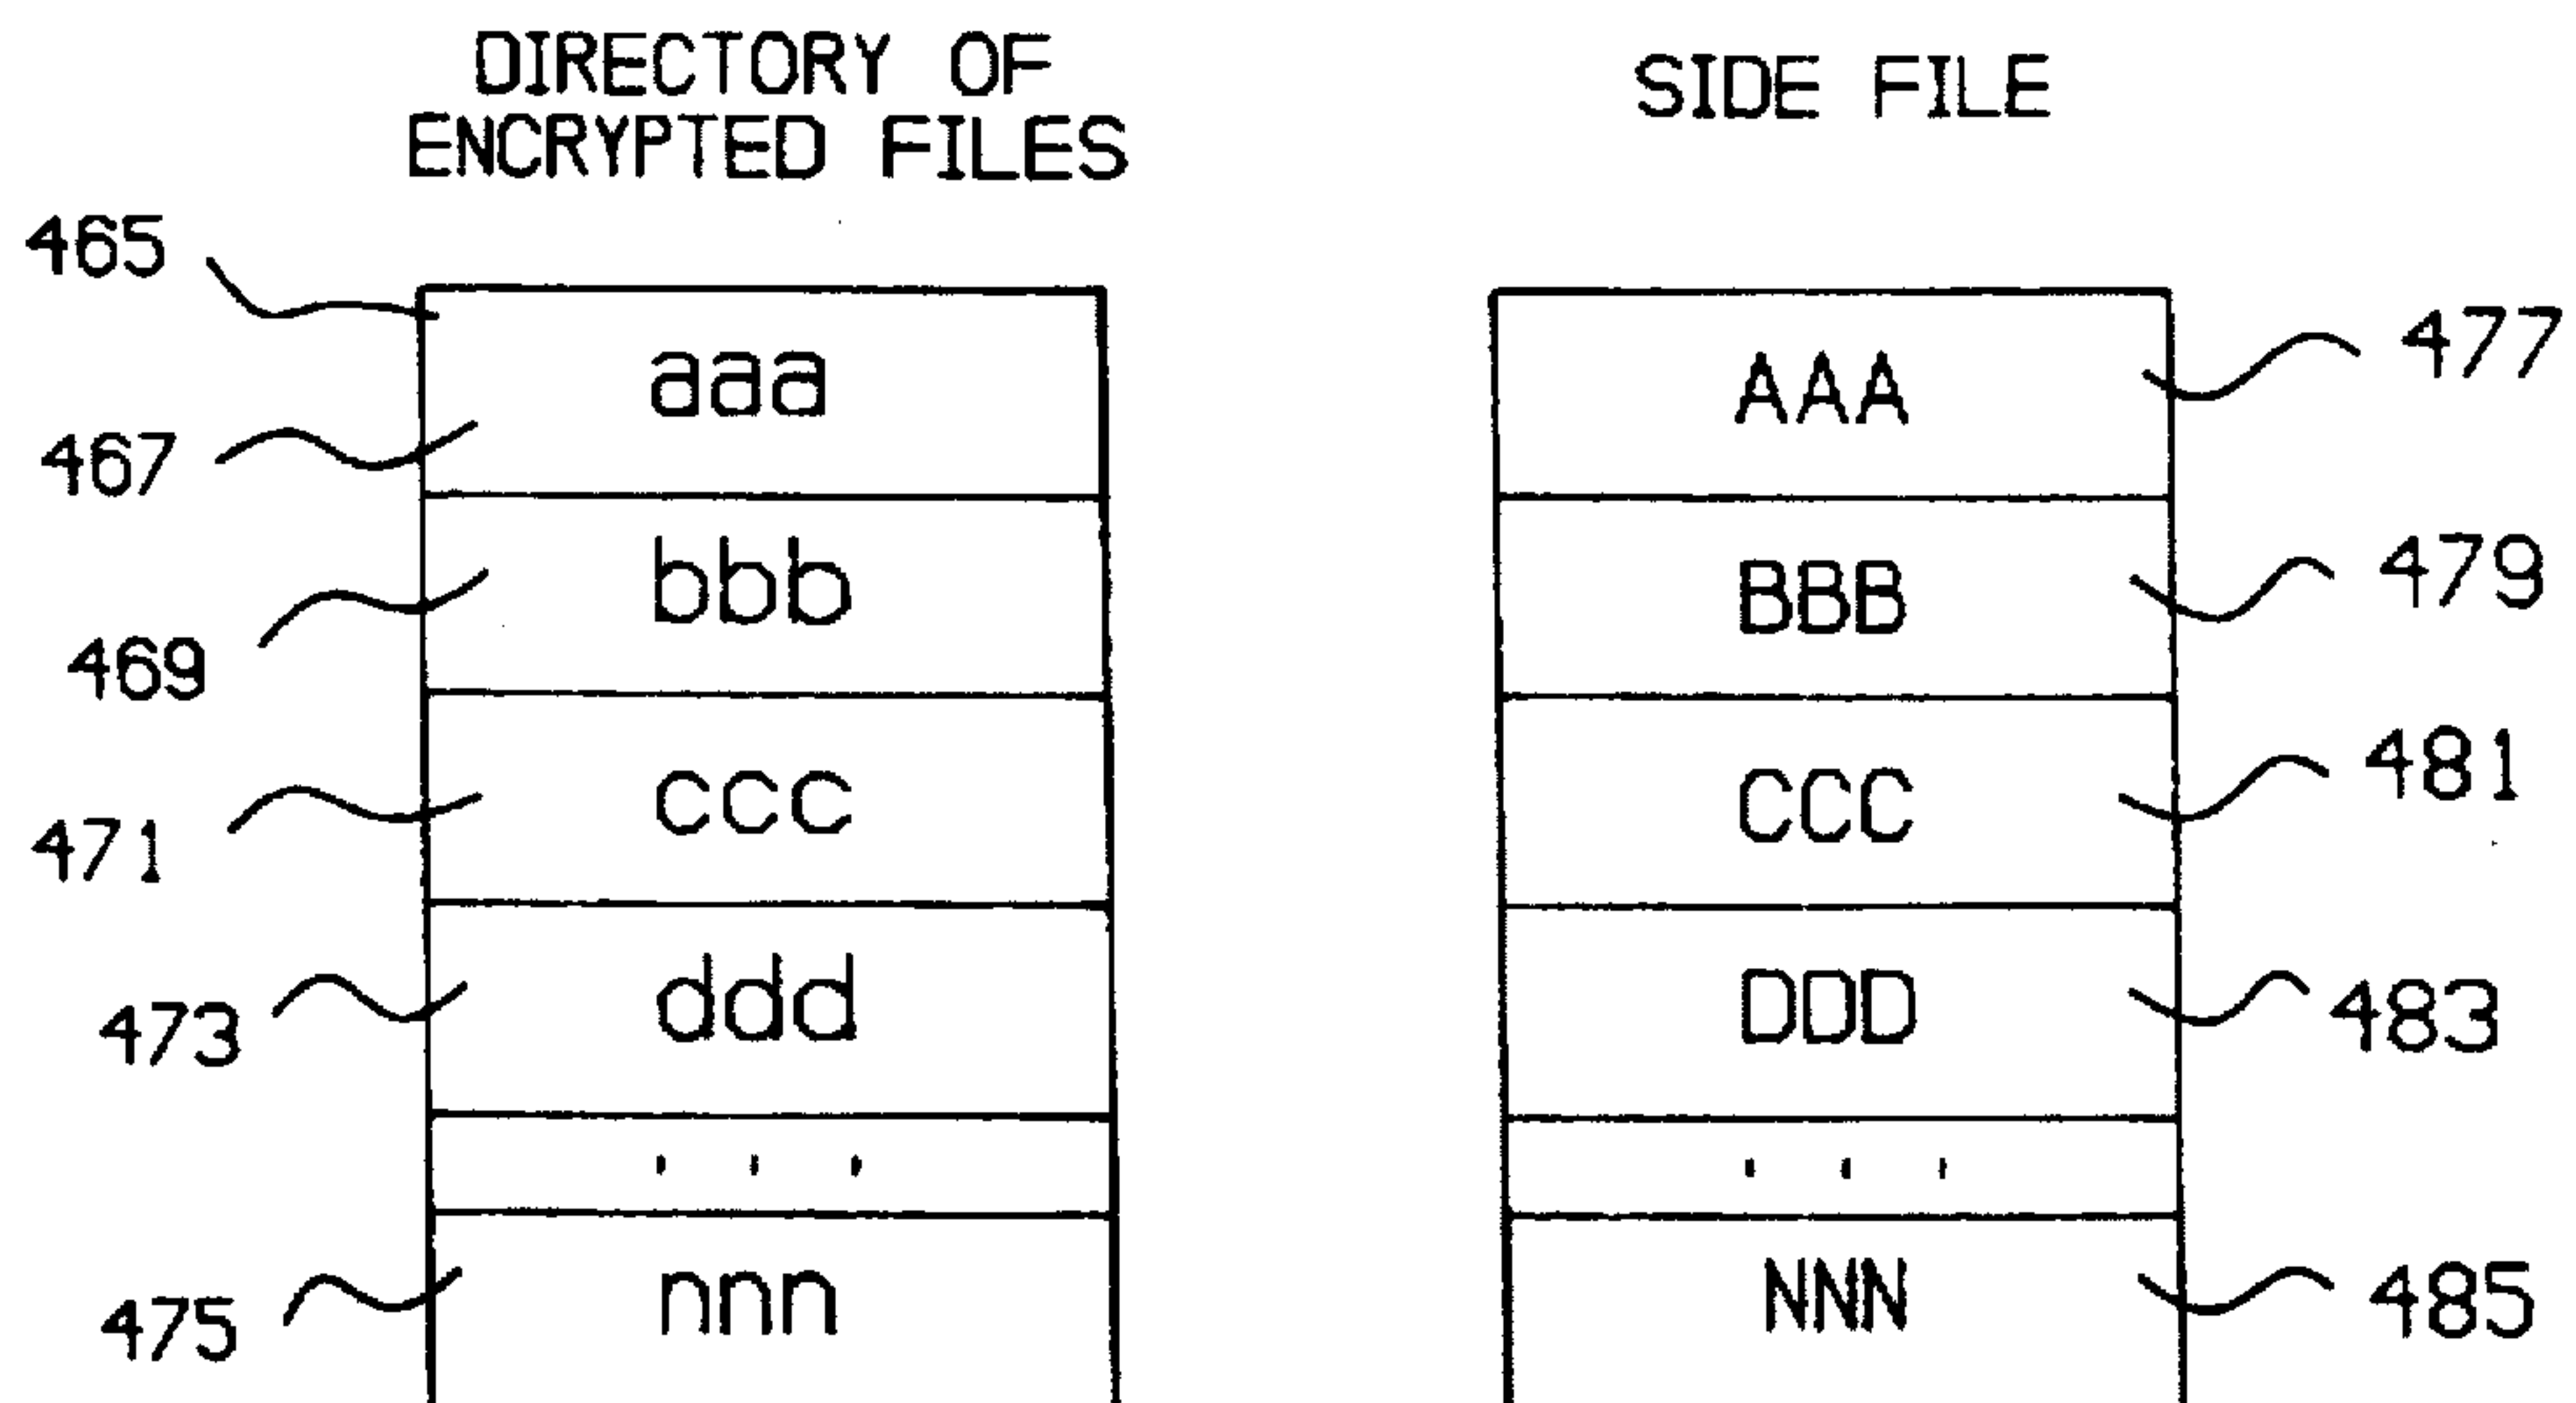 DIRECTORY OF
ENCRYPTED FILES
465
aaa
467
bbb
469
ccc
471
ddd
473
. . .
nnn
475
SIDE FILE
AAA
477
BBB
479
CCC
481
DDD
483
. . .
NNN
485